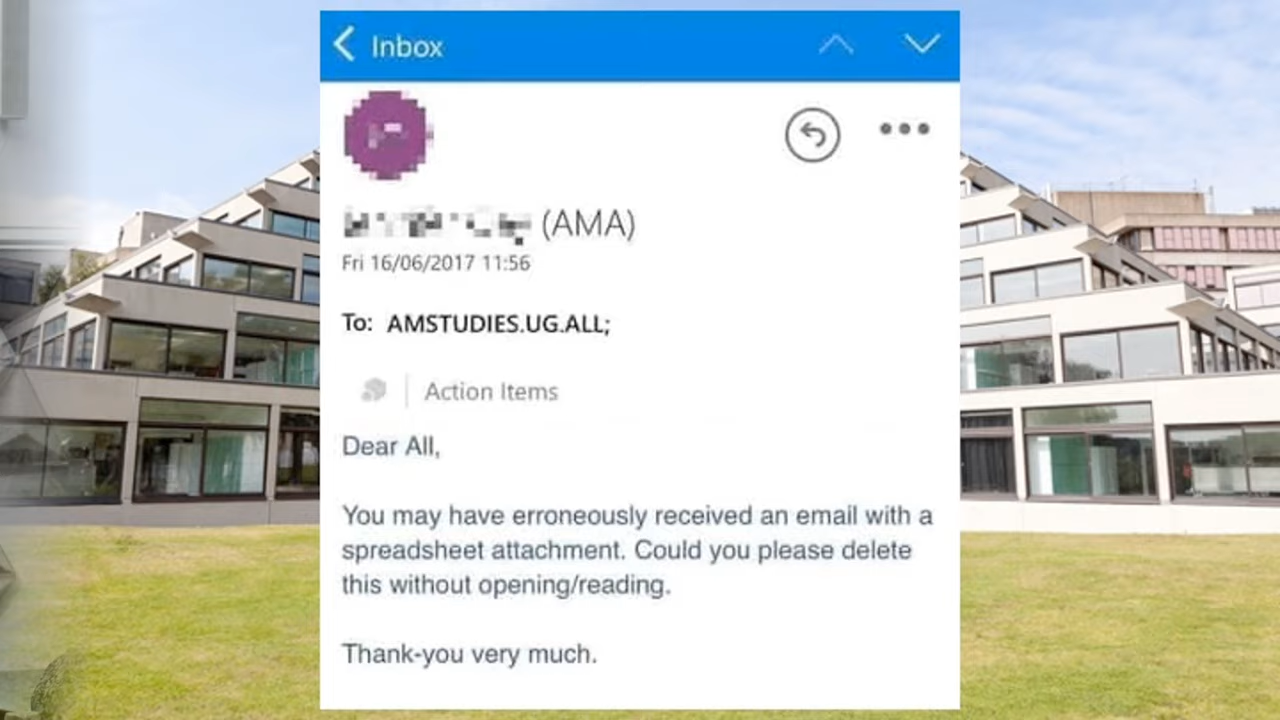 Inbox
(AMA)
Fri 16/06/2017 11:56
To: AMSTUDIES.UG.ALL;
Action Items
Dear All,
You may have erroneously received an email with a
spreadsheet attachment. Could you please delete
this without opening/reading.
Thank-you very much.